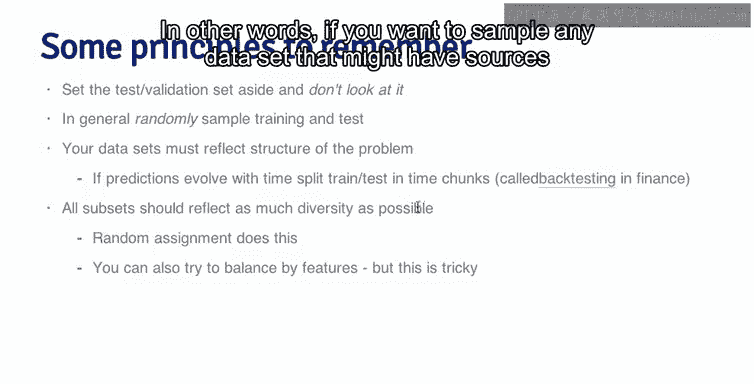 In other words, if you want to sample any
data set that might have sources
Some principles to remember
· Set the test/validation set aside and don't look at it
· In general randomly sample training and test
· Your data sets must reflect structure of the problem
- If predictions evolve with time split train/test in time chunks (calledbacktesting in finance)
· All subsets should reflect as much diversity as possible
- Random assignment does this
- You can also try to balance by features - but this is tricky